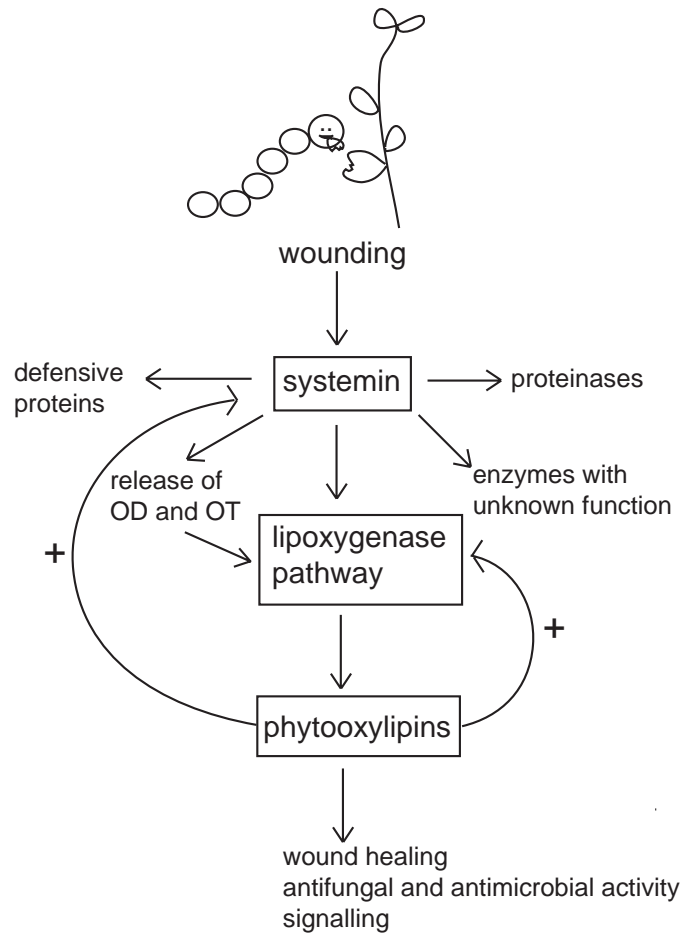 wounding
defensive
proteins
systemin
proteinases
release of
OD and OT
enzymes with
unknown function
lipoxygenase
pathway
+
+
phytooxylipins
wound healing
antifungal and antimicrobial activity
signalling